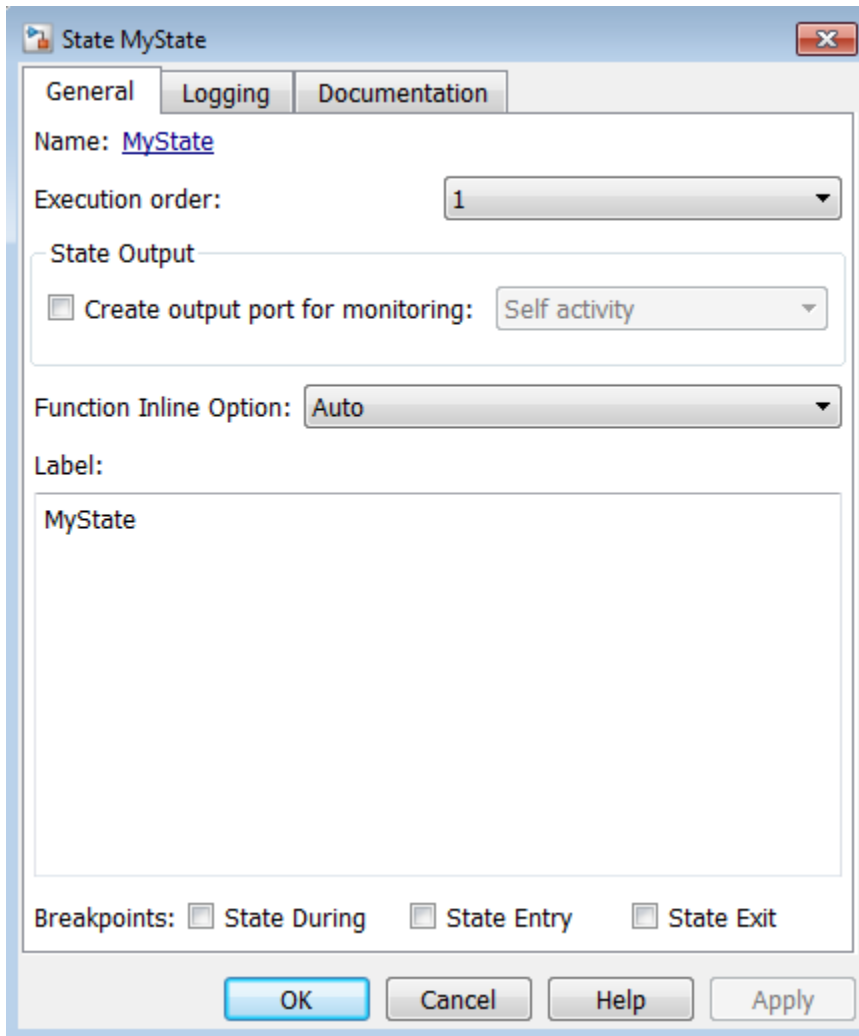 State MyState
General Logging Documentation
Name: MyState
Execution order: 1
State Output
Create output port for monitoring: Self activity
Function Inline Option: Auto
Label:
MyState
Breakpoints: State During State Entry State Exit
OK Cancel Help Apply